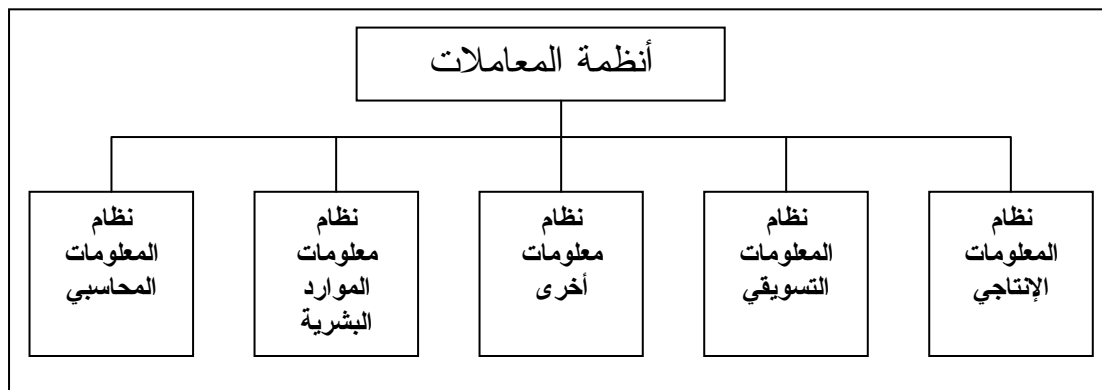 أنظمة المعاملات
نظام
المعلومات
الإنتاجي
نظام
المعلومات
التسويقي
نظام
معلومات
أخرى
نظام
معلومات
الموارد
البشرية
نظام
المعلومات
المحاسبي